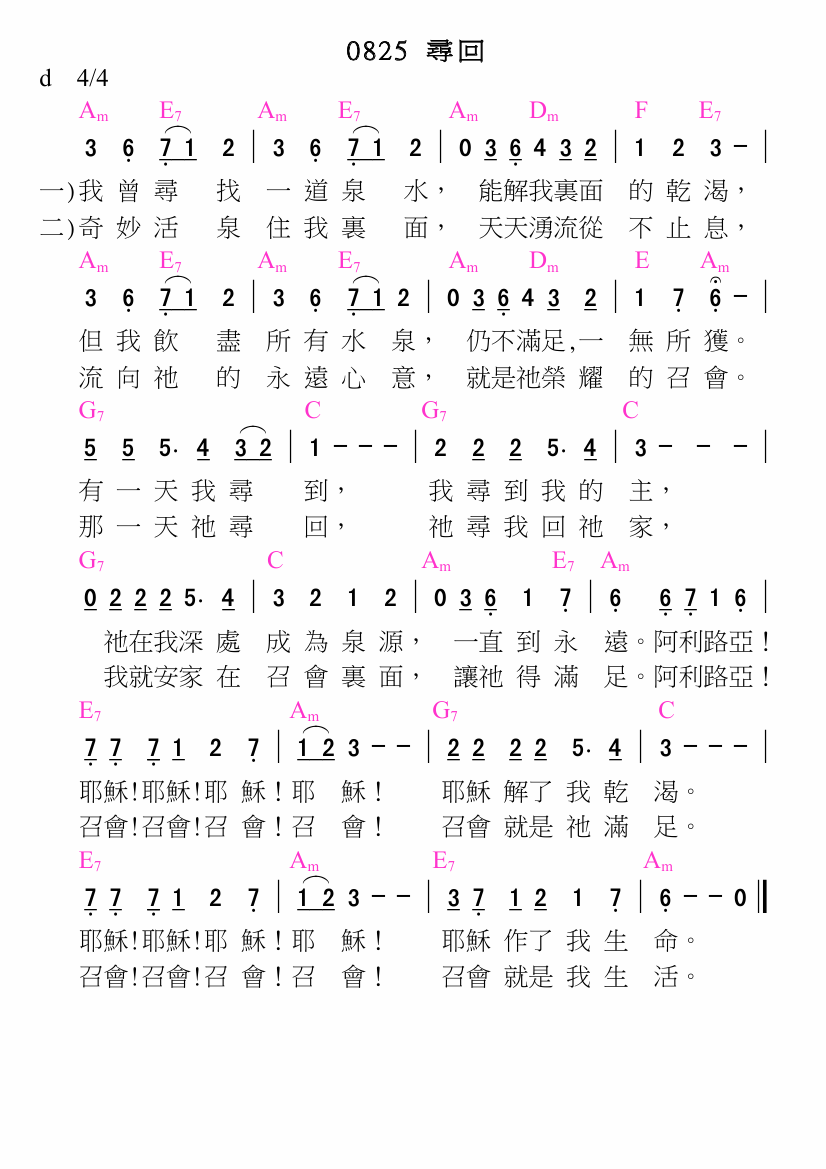 0825 尋回
d 4/4
Am E7 Am E7 Am Dm F E7
3 6 7 1 2 | 3 6 7 1 2 | 0 3 6 4 3 2 | 1 2 3 - |
一)我曾尋 找 一道泉 水， 能解我裏面 的乾渴，
二)奇妙活 泉 住我裏 面， 天天湧流從 不止息，
Am E7 Am E7 Am Dm E Am
3 6 7 1 2 | 3 6 7 1 2 | 0 3 6 4 3 2 | 1 7 6 - |
但我飲 盡 所有水 泉， 仍不滿足,一 無所獲。
流向祂 的 永遠心 意， 就是祂榮耀 的召會。
G7 C G7 C
5 5 5. 4 3 2 | 1 - - - | 2 2 2 5. 4 | 3 - - - |
有一天我尋 到， 我尋到我的 主，
那一天祂尋 回， 祂尋我回祂 家，
G7 C Am E7 Am
0 2 2 2 5. 4 | 3 2 1 2 | 0 3 6 1 7 | 6 6 7 1 6 |
祂在我深處 成為泉源， 一直到永 遠。阿利路亞！
我就安家在 召會裏面， 讓祂得滿 足。阿利路亞！
E7 Am G7 C
7 7 7 1 2 7 | 1 2 3 - - | 2 2 2 2 5. 4 | 3 - - - |
耶穌!耶穌!耶 穌！耶 穌！ 耶穌 解了我乾 渴。
召會!召會!召 會！召 會！ 召會 就是祂滿 足。
E7 Am E7 Am
7 7 7 1 2 7 | 1 2 3 - - | 3 7 1 2 1 7 | 6 - - 0 ‖
耶穌!耶穌!耶 穌！耶 穌！ 耶穌 作了我生 命。
召會!召會!召 會！召 會！ 召會 就是我生 活。